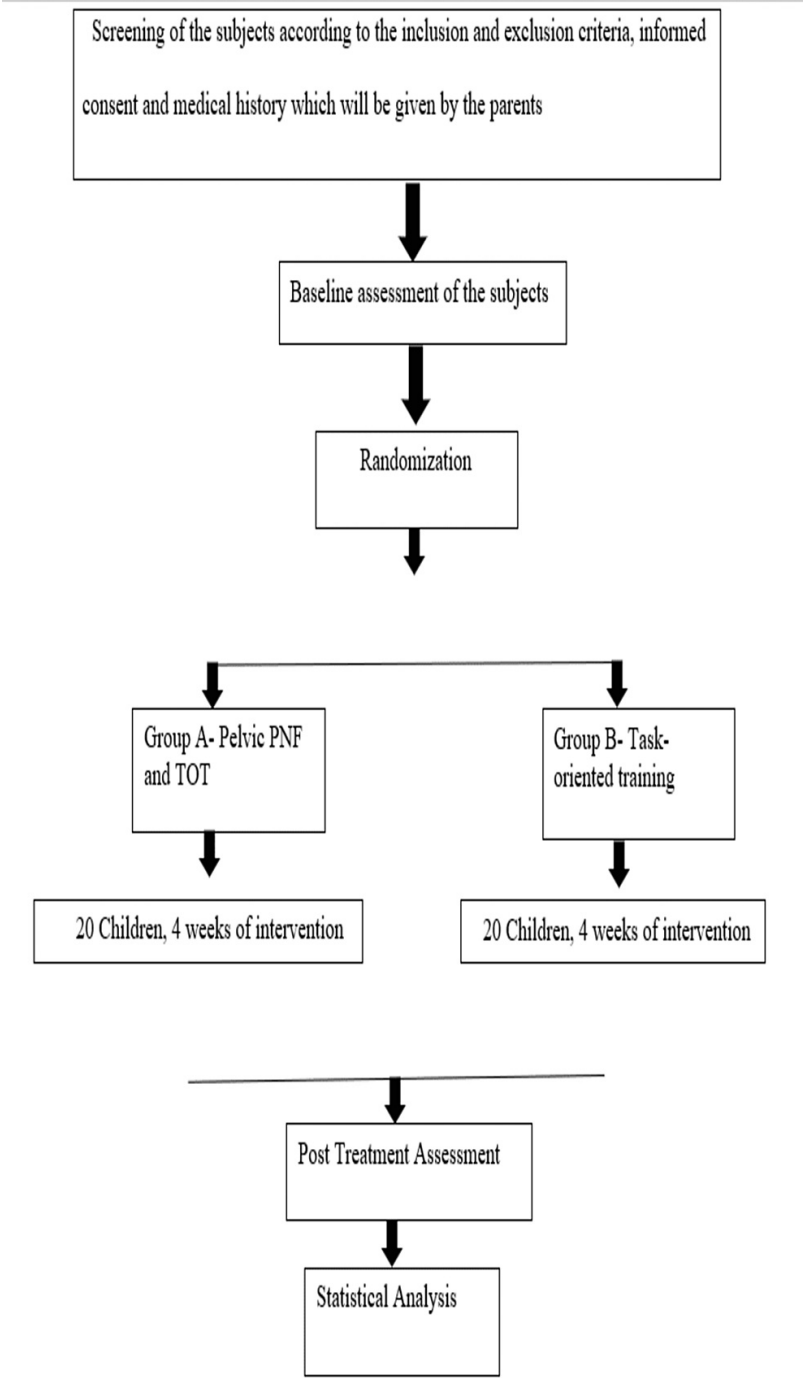 Screening of the subjects according to the inclusion and exclusion criteria, informed
consent and medical history which will be given by the parents
Baseline assessment of the subjects
Randomization
Group A- Pelvic PNF
and TOT
Group B- Task-
oriented training
20 Children, 4 weeks of intervention
20 Children, 4 weeks of intervention
Post Treatment Assessment
Statistical Analysis